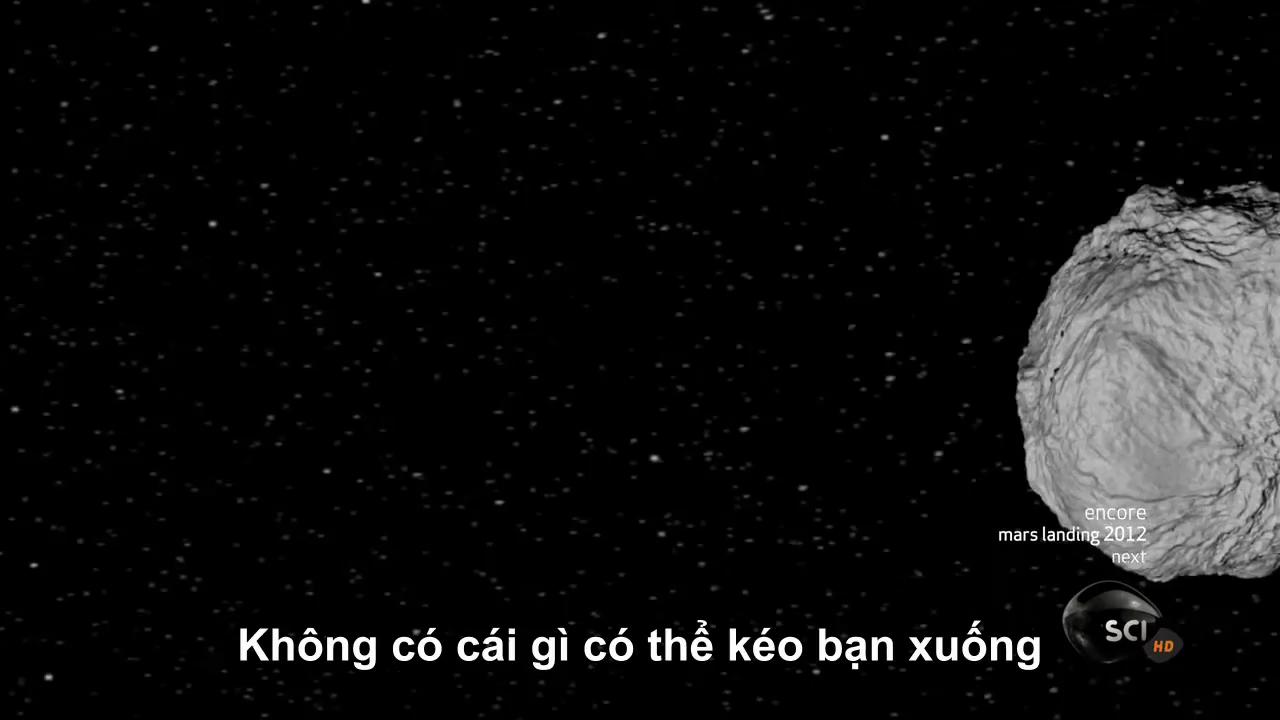 encore
mars landing 2012
next
SCI
HD
Không có cái gì có thể kéo bạn xuống